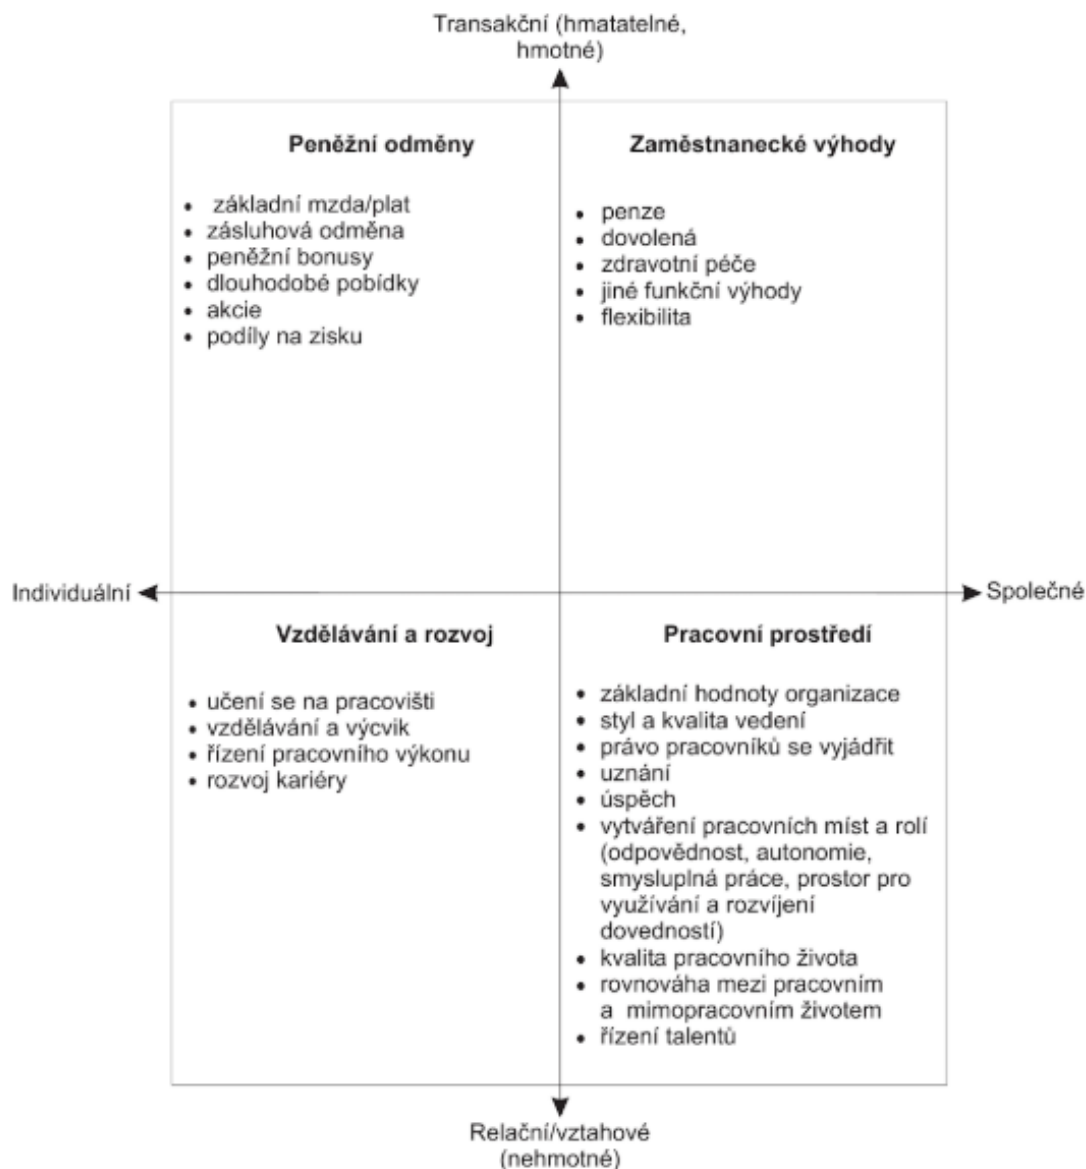 Transakční (hmatatelné,
hmotné)
Peněžní odměny
• základní mzda/plat
• zásluhová odměna
• peněžní bonusy
• dlouhodobé pobídky
• akcie
• podíly na zisku
Zaměstnanecké výhody
• penze
• dovolená
• zdravotní péče
• jiné funkční výhody
• flexibilita
Individuální
Společné
Vzdělávání a rozvoj
• učení se na pracovišti
• vzdělávání a výcvik
• řízení pracovního výkonu
• rozvoj kariéry
Pracovní prostředí
• základní hodnoty organizace
• styl a kvalita vedení
• právo pracovníků se vyjádřit
• uznání
• úspěch
• vytváření pracovních míst a rolí
(odpovědnost, autonomie,
smysluplná práce, prostor pro
využívání a rozvíjení
dovedností)
• kvalita pracovního života
• rovnováha mezi pracovním
a mimopracovním životem
• řízení talentů
Relační/vztahové
(nehmotné)